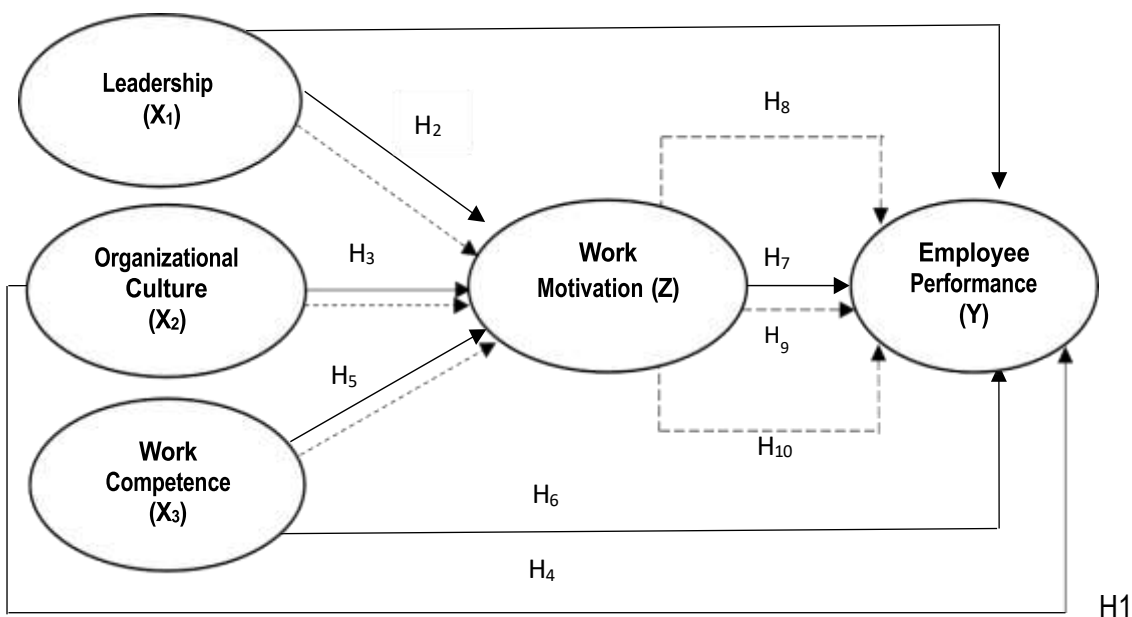 Leadership
(X₁)
H₂
H₈
Organizational
Culture
(X₂)
H₃
Work
Motivation (Z)
H₇
H₉
Employee
Performance
(Y)
H₅
Work
Competence
(X₃)
H₁₀
H₆
H₄
H1